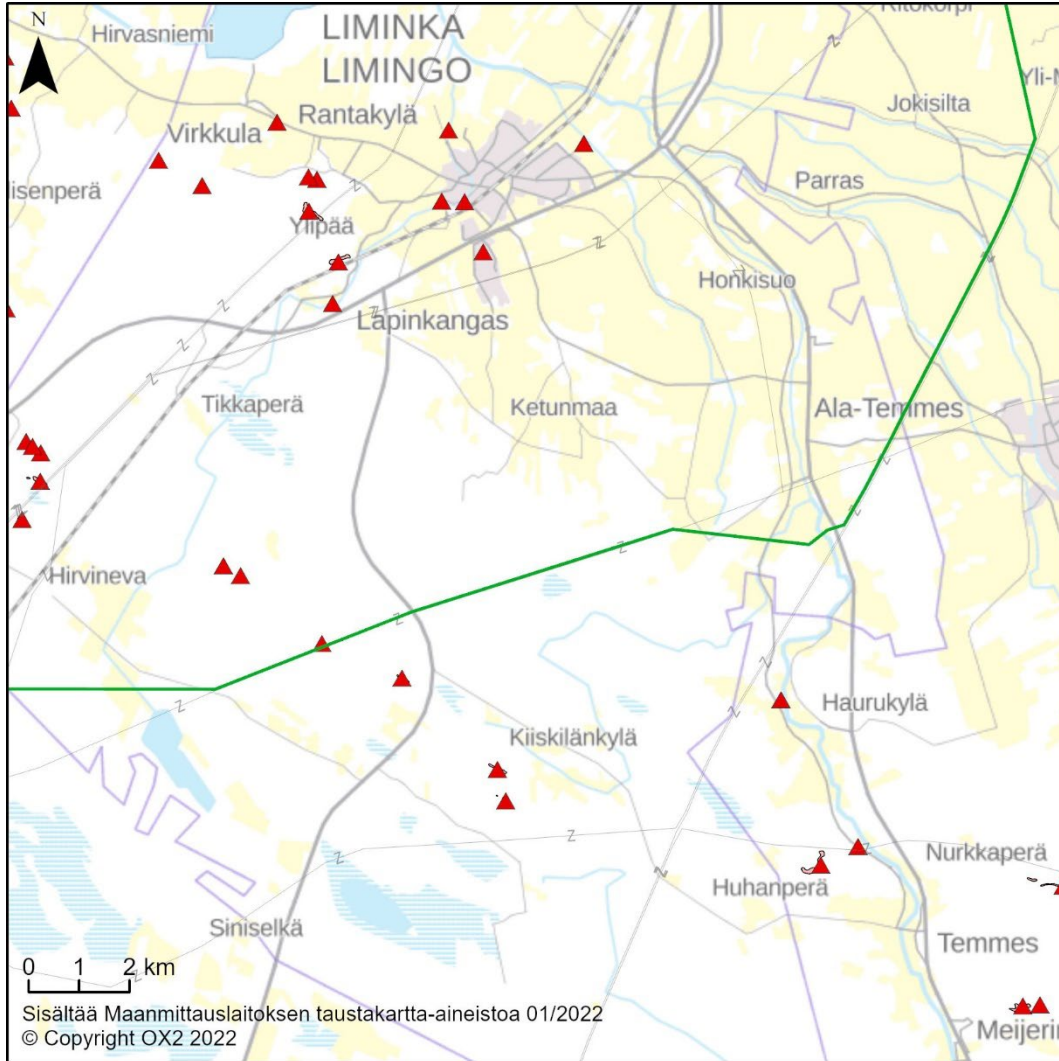 N
Hirvasniemi
LIMINKA
LIMINGO
Rantakylä
Virkkula
Jokisilta
Parras
Ylipää
Honkisuo
Lapinkangas
Tikkaperä
Ketunmaa
Ala-Temmes
Hirvineva
Haurukylä
Kiiskilänkylä
Nurkkaperä
Huhanperä
Siniselkä
Temmes
0 1 2 km
Sisältää Maanmittauslaitoksen taustakartta-aineistoa 01/2022
© Copyright OX2 2022
Meijerin